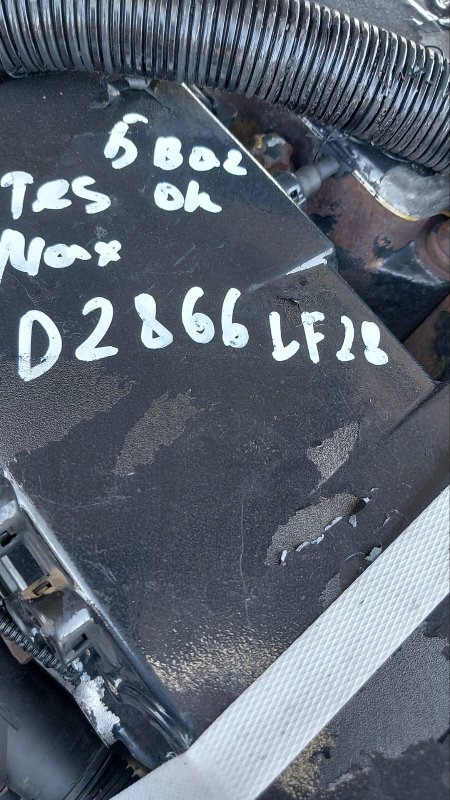 5 Bar
Tes Ok
Max
D2866 LF28